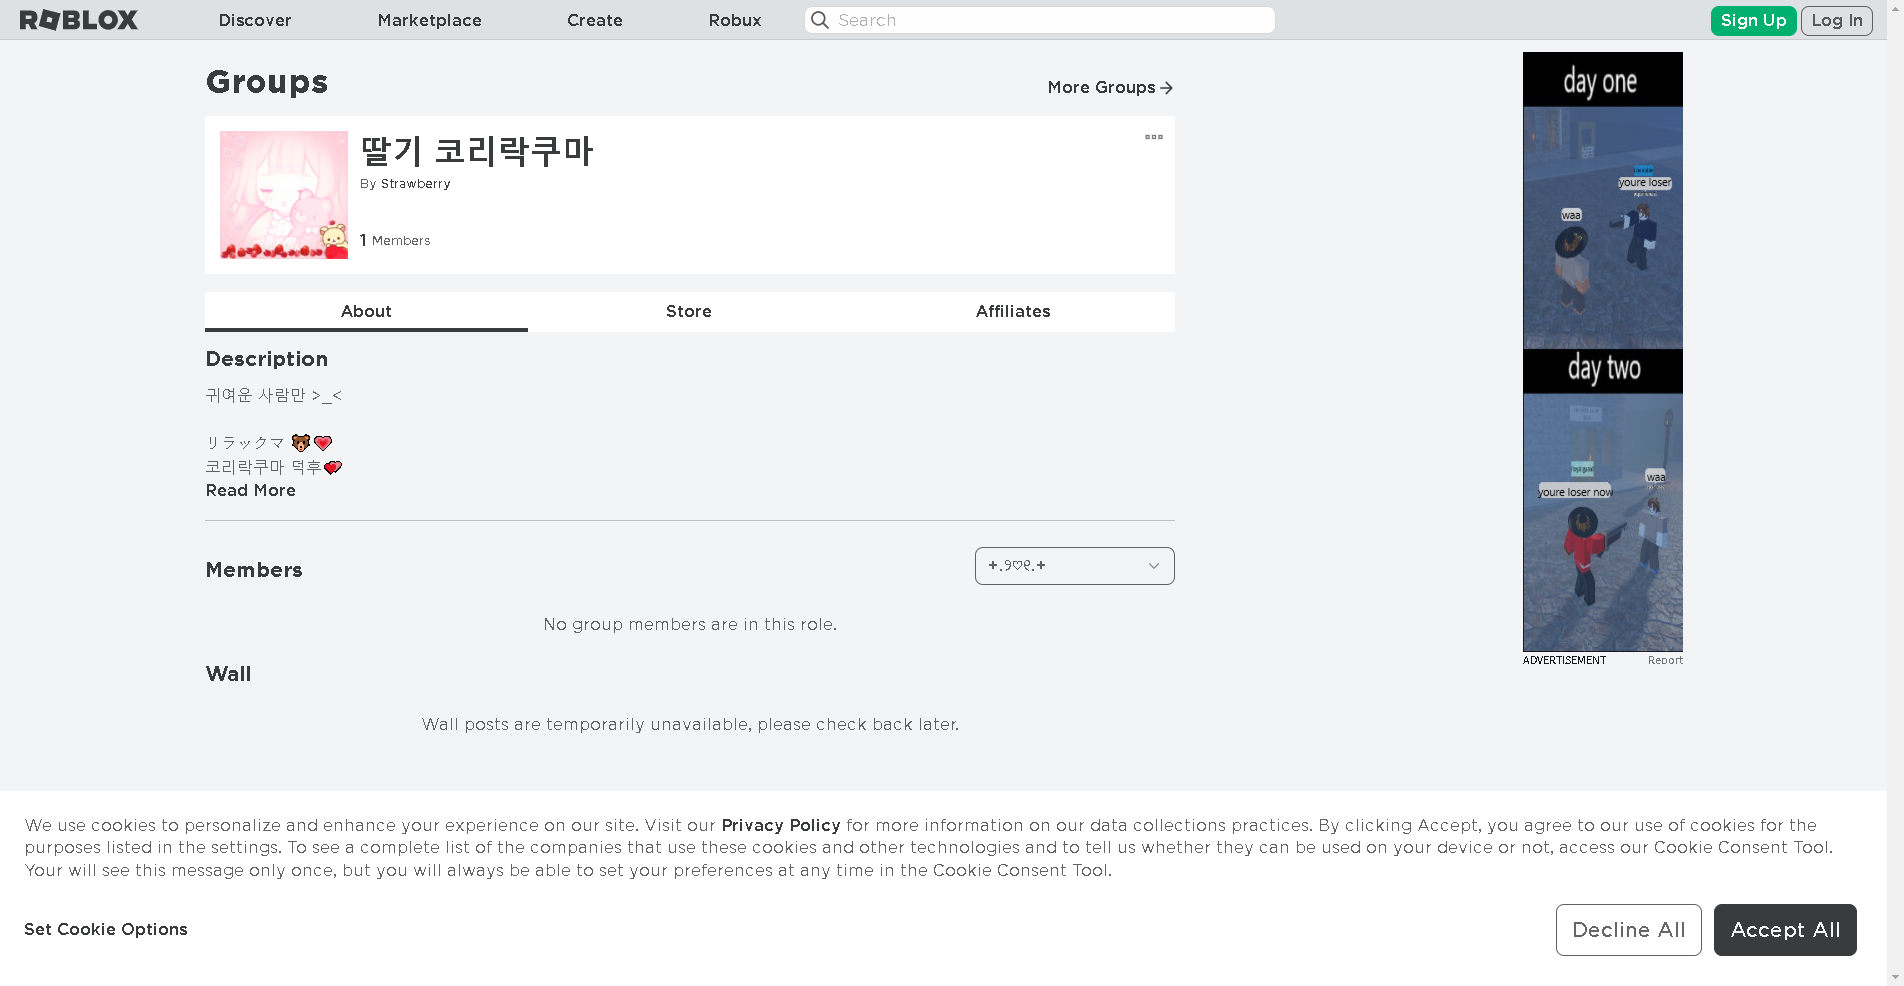 ROBLOX
Discover
Marketplace
Create
Robux
Search
Sign Up
Log In
Groups
More Groups
딸기 코리락쿠마
By Strawberry
1 Members
About
Store
Affiliates
Description
귀여운 사람만 >_<
リラックマ 🐻💗
코리락쿠마 덕후💕
Read More
Members
+.୨♡୧.+
No group members are in this role.
Wall
Wall posts are temporarily unavailable, please check back later.
day one
youre loser
waa
day two
waa
youre loser now
ADVERTISEMENT
Report
We use cookies to personalize and enhance your experience on our site. Visit our Privacy Policy for more information on our data collections practices. By clicking Accept, you agree to our use of cookies for the
purposes listed in the settings. To see a complete list of the companies that use these cookies and other technologies and to tell us whether they can be used on your device or not, access our Cookie Consent Tool.
Your will see this message only once, but you will always be able to set your preferences at any time in the Cookie Consent Tool.
Set Cookie Options
Decline All
Accept All